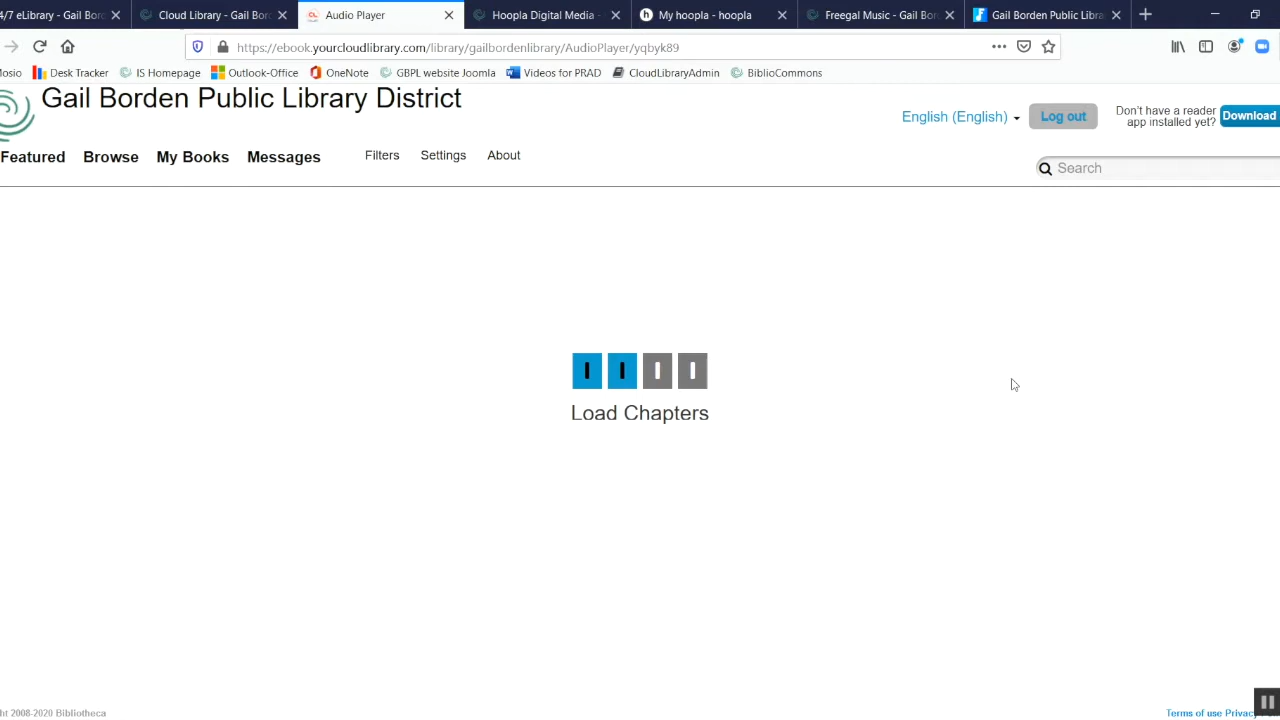 4/7 eLibrary - Gail Bor
Cloud Library - Gail Bor
Audio Player
Hoopla Digital Media -
My hoopla - hoopla
Freegal Music - Gail Bor
Gail Borden Public Libra
https://ebook.yourcloudlibrary.com/library/gailbordenlibrary/AudioPlayer/yqbyk89
Mosio
Desk Tracker
IS Homepage
Outlook-Office
OneNote
GBPL website Joomla
Videos for PRAD
CloudLibraryAdmin
BiblioCommons
Gail Borden Public Library District
English (English)
Log out
Don't have a reader
app installed yet?
Download
Featured
Browse
My Books
Messages
Filters
Settings
About
Search
Load Chapters
ht 2008-2020 Bibliotheca
Terms of use Privacy